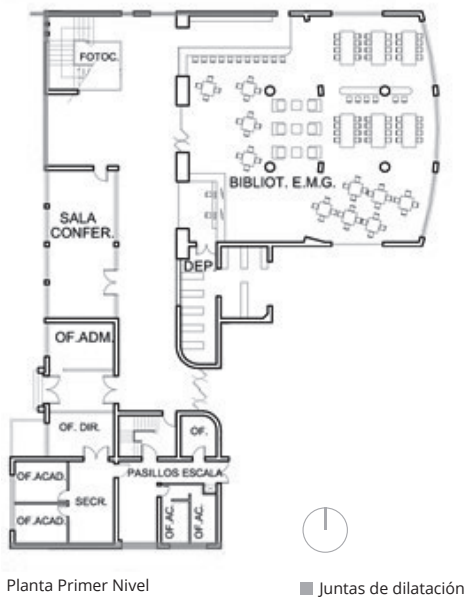 FOTOC.
BIBLIOT. E.M.G.
SALA
CONFER.
DEP.
OF.ADM.
OF. DIR.
OF.
PASILLOS ESCALA
OF.ACAD.
SECR.
OF.ACAD.
OF.AC.
OF.AC.
Planta Primer Nivel
Juntas de dilatación